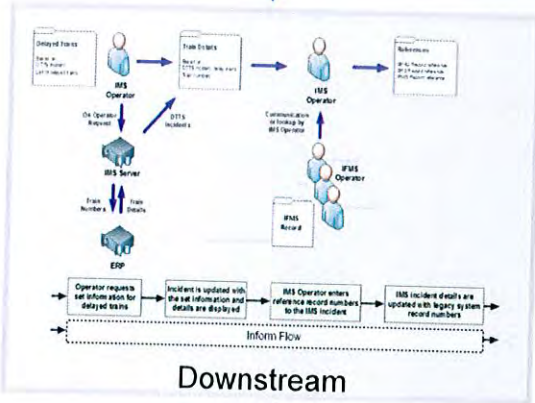 Delayed Trains
IMS
Operator
Train Details
IMS
Operator
References
On Operator
Request
DTTS
Incidents
Communication
or lookup by
IMS Operator
IMS Server
IFMS
Operator
Train
Numbers
Train
Details
IFMS
Record
ERP
Operator requests
set information for
delayed trains
Incident is updated with
the set information and
details are displayed
IMS Operator enters
reference record numbers
to the IMS incident
IMS incident details are
updated with legacy system
record numbers
Inform Flow
Downstream